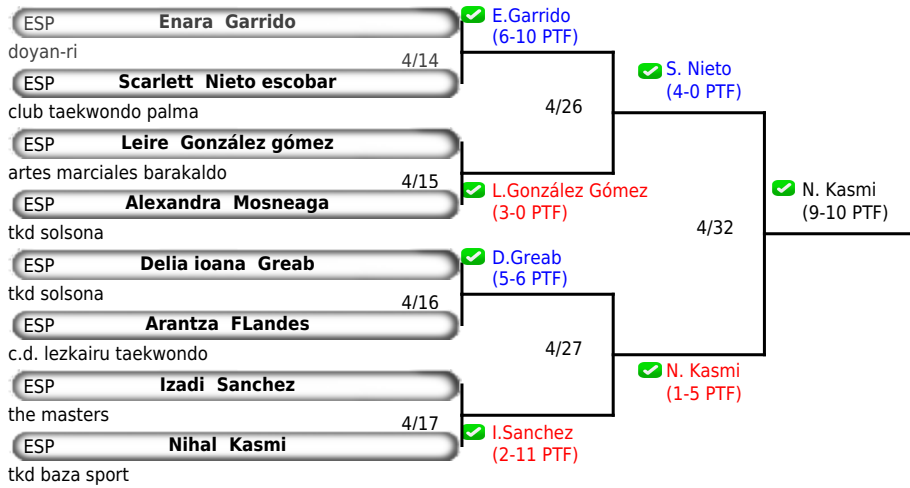 ESP Enara Garrido
doyan-ri
4/14
ESP Scarlett Nieto escobar
club taekwondo palma
E.Garrido
(6-10 PTF)
ESP Leire González gómez
artes marciales barakaldo
4/15
ESP Alexandra Mosneaga
tkd solsona
L.González Gómez
(3-0 PTF)
4/26
S. Nieto
(4-0 PTF)
ESP Delia ioana Greab
tkd solsona
4/16
ESP Arantza FLandes
c.d. lezkairu taekwondo
D.Greab
(5-6 PTF)
ESP Izadi Sanchez
the masters
4/17
ESP Nihal Kasmi
tkd baza sport
I.Sanchez
(2-11 PTF)
4/27
N. Kasmi
(1-5 PTF)
4/32
N. Kasmi
(9-10 PTF)